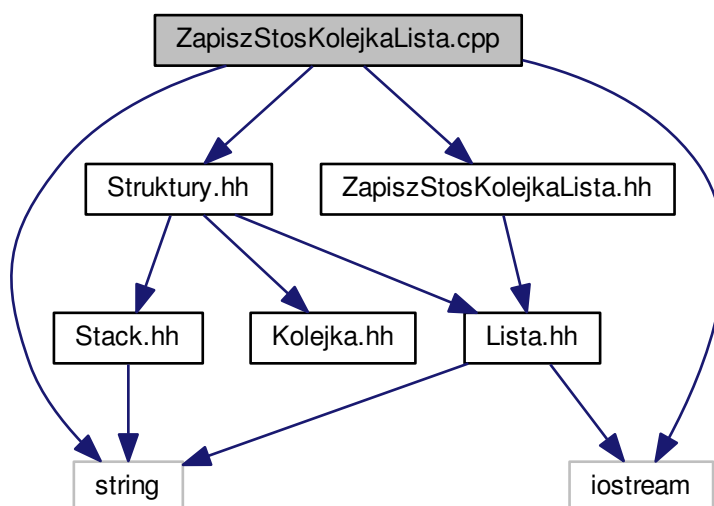 ZapiszStosKolejkaLista.cpp
Struktury.hh
ZapiszStosKolejkaLista.hh
Stack.hh
Kolejka.hh
Lista.hh
string
iostream